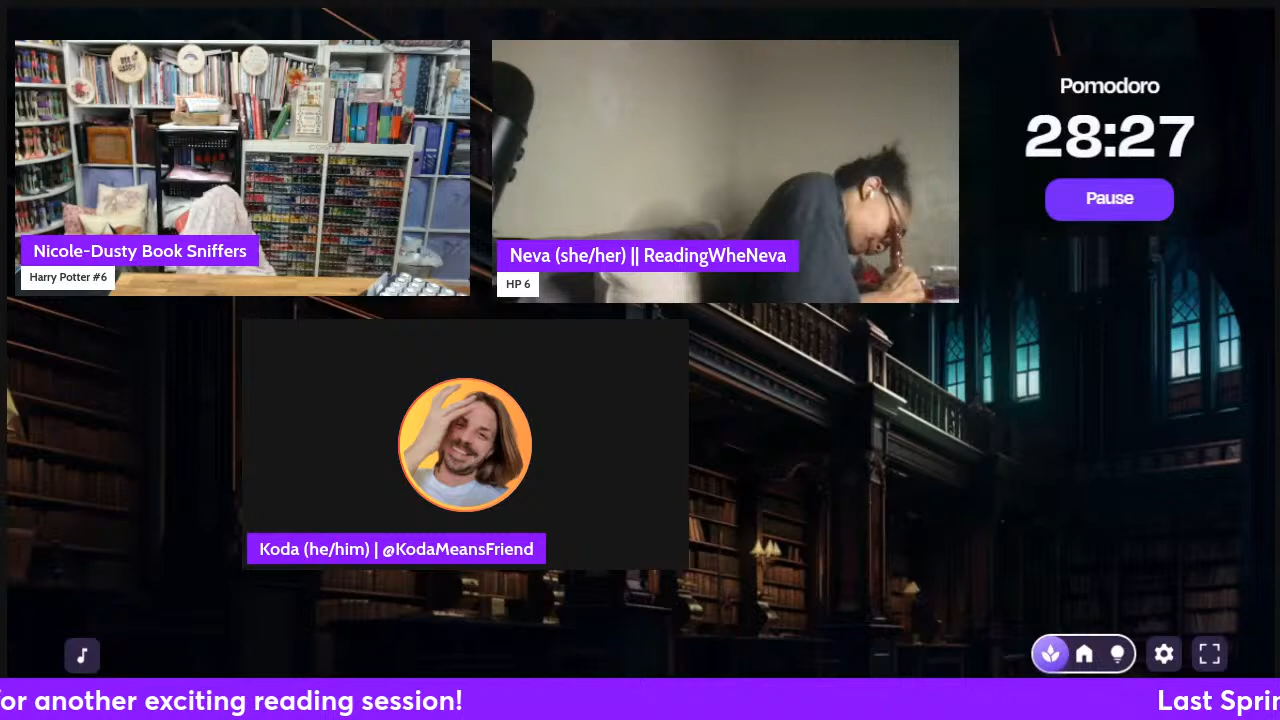 Pomodoro
28:27
Pause
Nicole-Dusty Book Sniffers
Harry Potter #6
Neva (she/her) || ReadingWheNeva
HP 6
Koda (he/him) | @KodaMeansFriend
or another exciting reading session!
Last Sprin